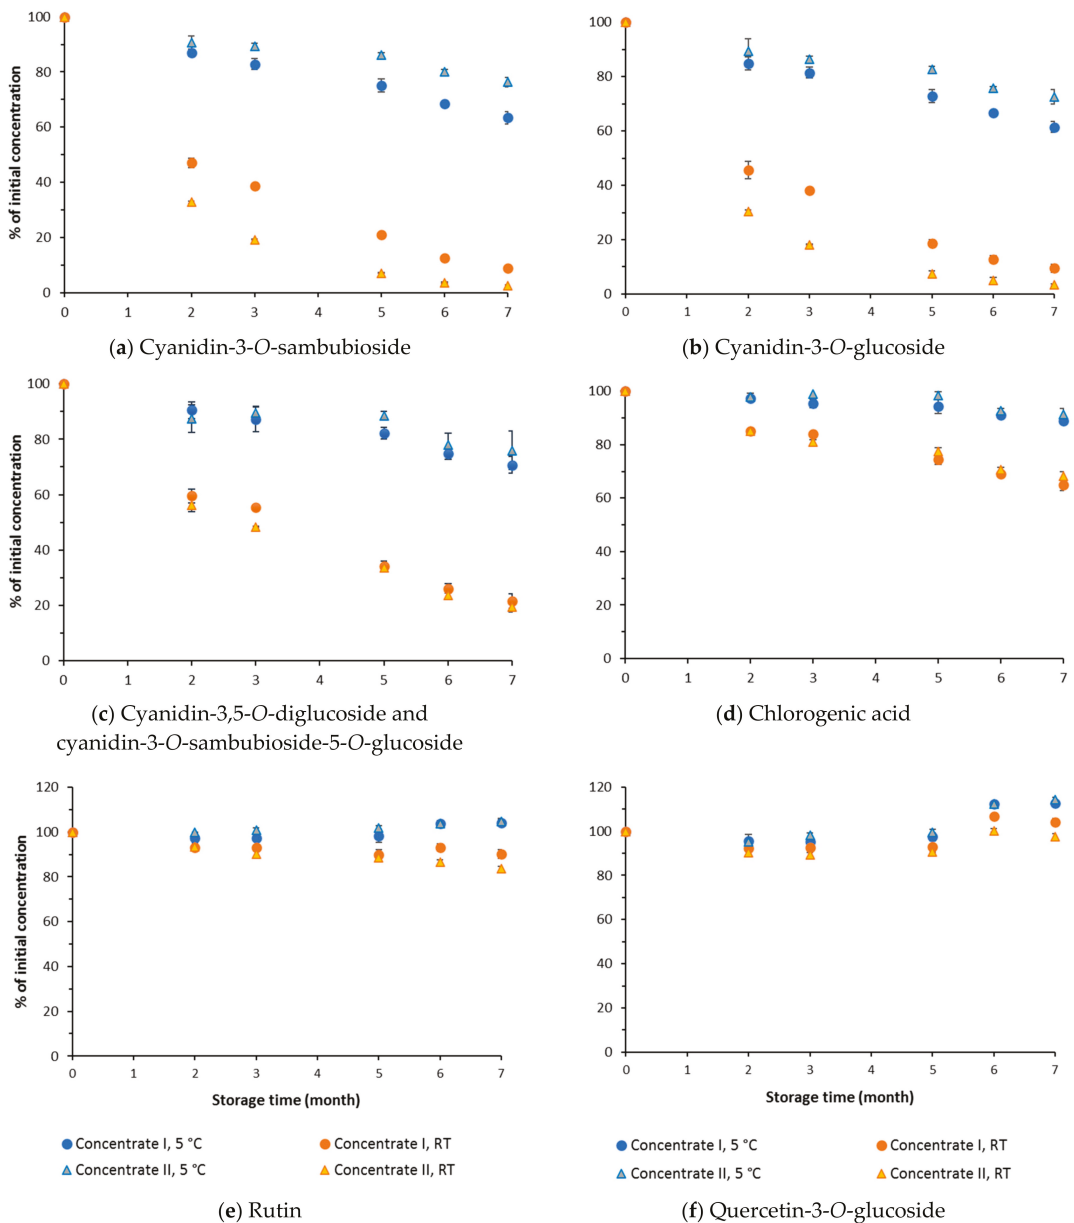 % of initial concentration
100
80
60
40
20
0
0 1 2 3 4 5 6 7
(a) Cyanidin-3-O-sambubioside
100
80
60
40
20
0
0 1 2 3 4 5 6 7
(b) Cyanidin-3-O-glucoside
% of initial concentration
100
80
60
40
20
0
0 1 2 3 4 5 6 7
(c) Cyanidin-3,5-O-diglucoside and
cyanidin-3-O-sambubioside-5-O-glucoside
100
80
60
40
20
0
0 1 2 3 4 5 6 7
(d) Chlorogenic acid
% of initial concentration
120
100
80
60
40
20
0
0 1 2 3 4 5 6 7
Storage time (month)
Concentrate I, 5 °C Concentrate I, RT
Concentrate II, 5 °C Concentrate II, RT
(e) Rutin
120
100
80
60
40
20
0
0 1 2 3 4 5 6 7
Storage time (month)
Concentrate I, 5 °C Concentrate I, RT
Concentrate II, 5 °C Concentrate II, RT
(f) Quercetin-3-O-glucoside